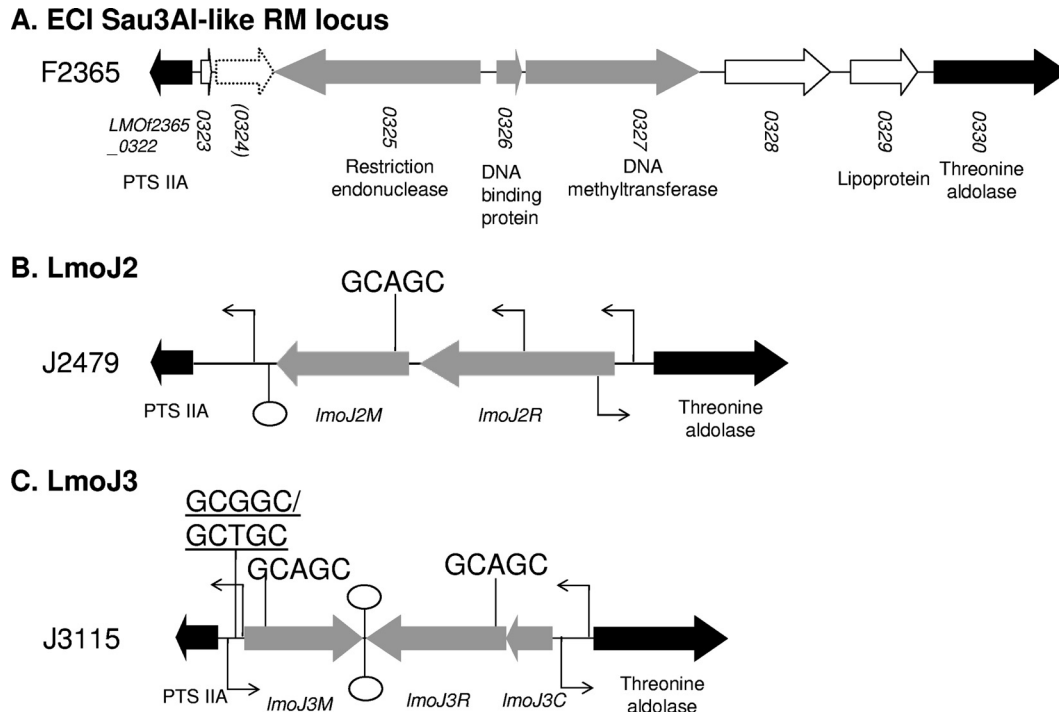 A. ECI Sau3AI-like RM locus
F2365
LMOf2365
_0322
0323
(0324)
0325
0326
0327
0328
0329
0330
PTS IIA
Restriction
endonuclease
DNA
binding
protein
DNA
methyltransferase
Lipoprotein
Threonine
aldolase
B. LmoJ2
GCAGC
J2479
PTS IIA
lmoJ2M
lmoJ2R
Threonine
aldolase
C. LmoJ3
GCGGC/
GCTGC
GCAGC
GCAGC
J3115
PTS IIA
lmoJ3M
lmoJ3R
lmoJ3C
Threonine
aldolase